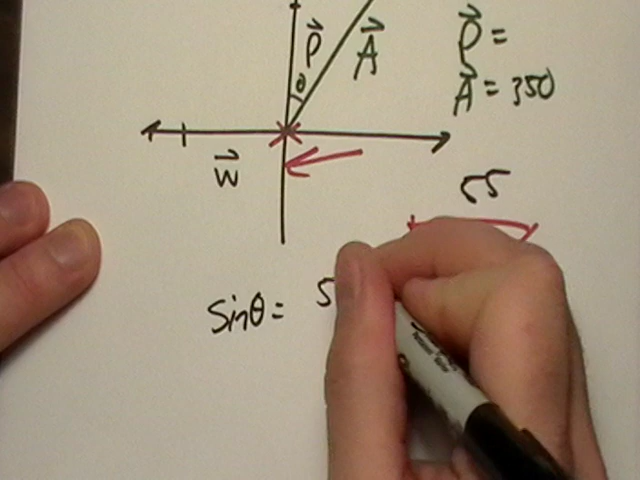 P⃗
A⃗
P⃗ =
A⃗ = 350
θ
W⃗
55
sinθ = 5